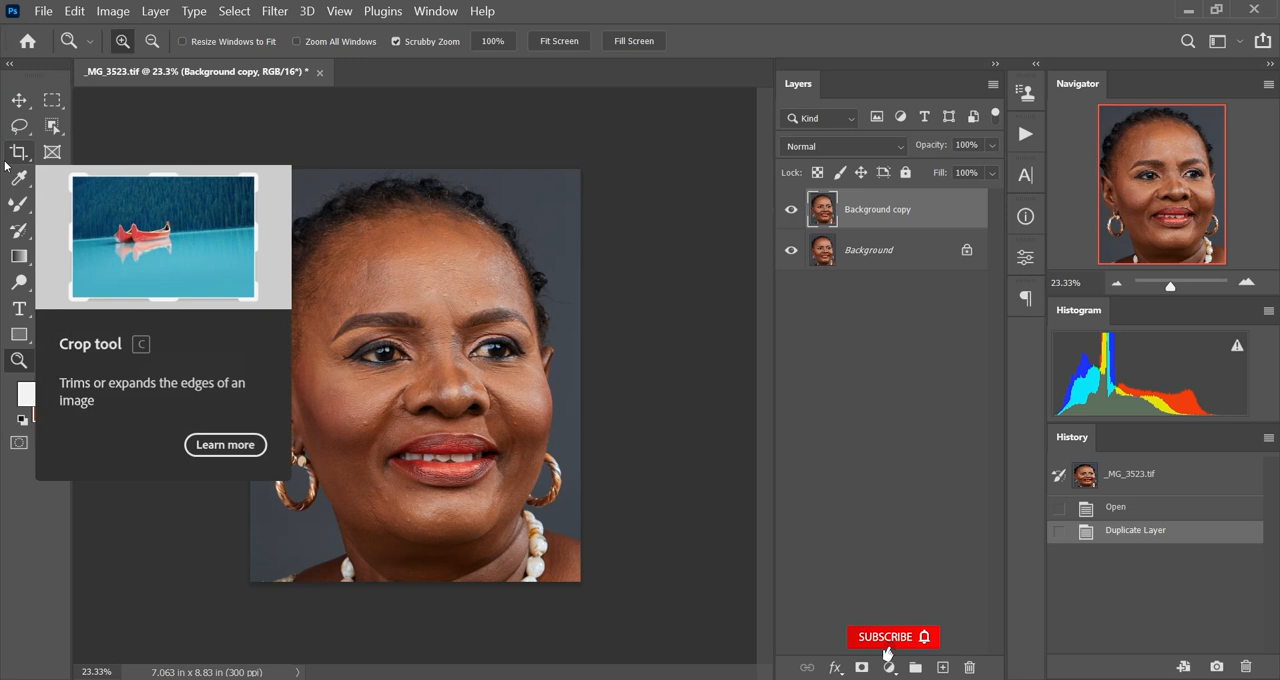 Ps File Edit Image Layer Type Select Filter 3D View Plugins Window Help
Resize Windows to Fit Zoom All Windows Scrubby Zoom 100% Fit Screen Fill Screen
_MG_3523.tif @ 23.3% (Background copy, RGB/16*) * ×
Crop tool C
Trims or expands the edges of an
image
Learn more
23.33% 7.063 in x 8.83 in (300 ppi)
Layers
Kind
Normal Opacity: 100%
Lock: Fill: 100%
Background copy
Background
SUBSCRIBE
fx
Navigator
23.33%
Histogram
History
_MG_3523.tif
Open
Duplicate Layer